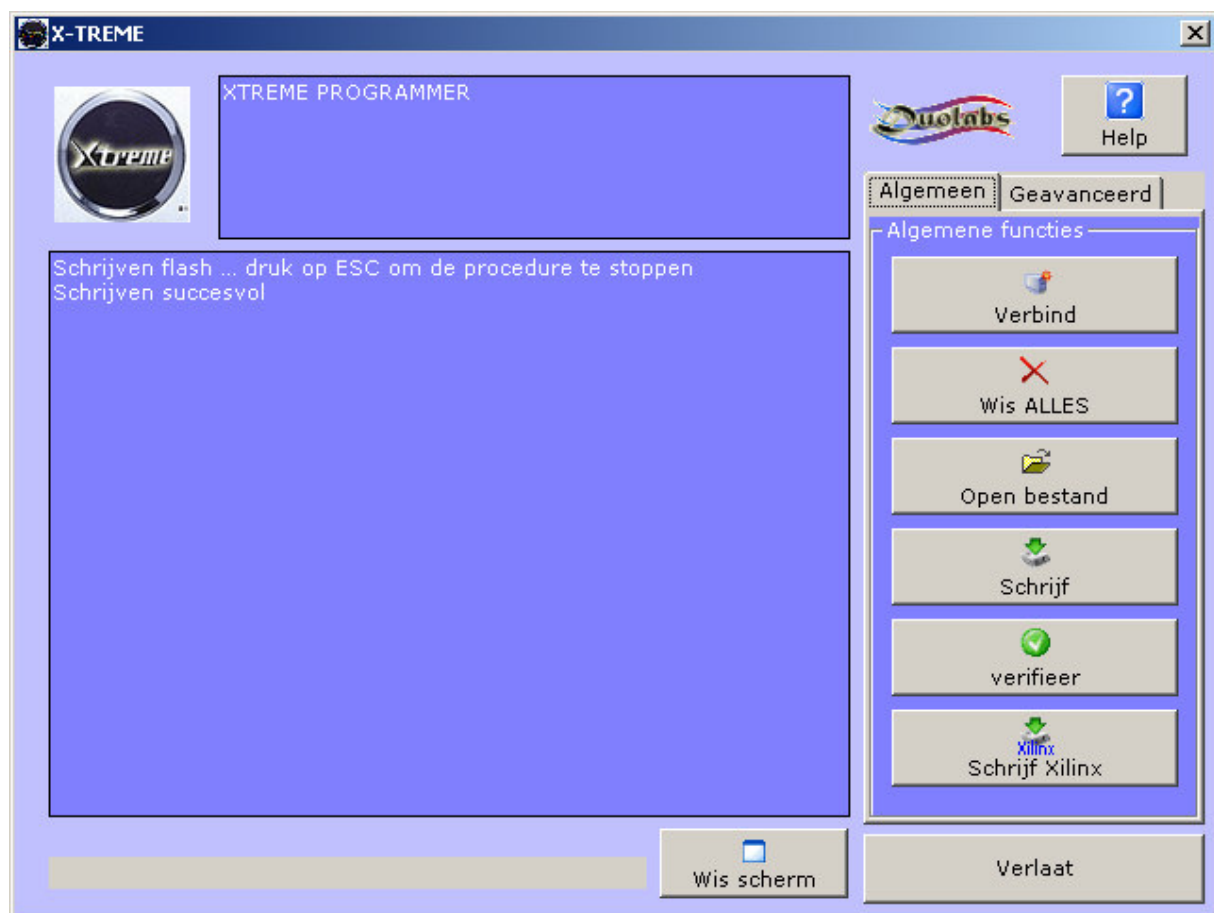 X-TREME
Xtreme
XTREME PROGRAMMER
Duolabs
Help
Algemeen Geavanceerd
Algemene functies
Schrijven flash ... druk op ESC om de procedure te stoppen
Schrijven succesvol
Verbind
Wis ALLES
Open bestand
Schrijf
verifieer
Xilinx
Schrijf Xilinx
Wis scherm
Verlaat